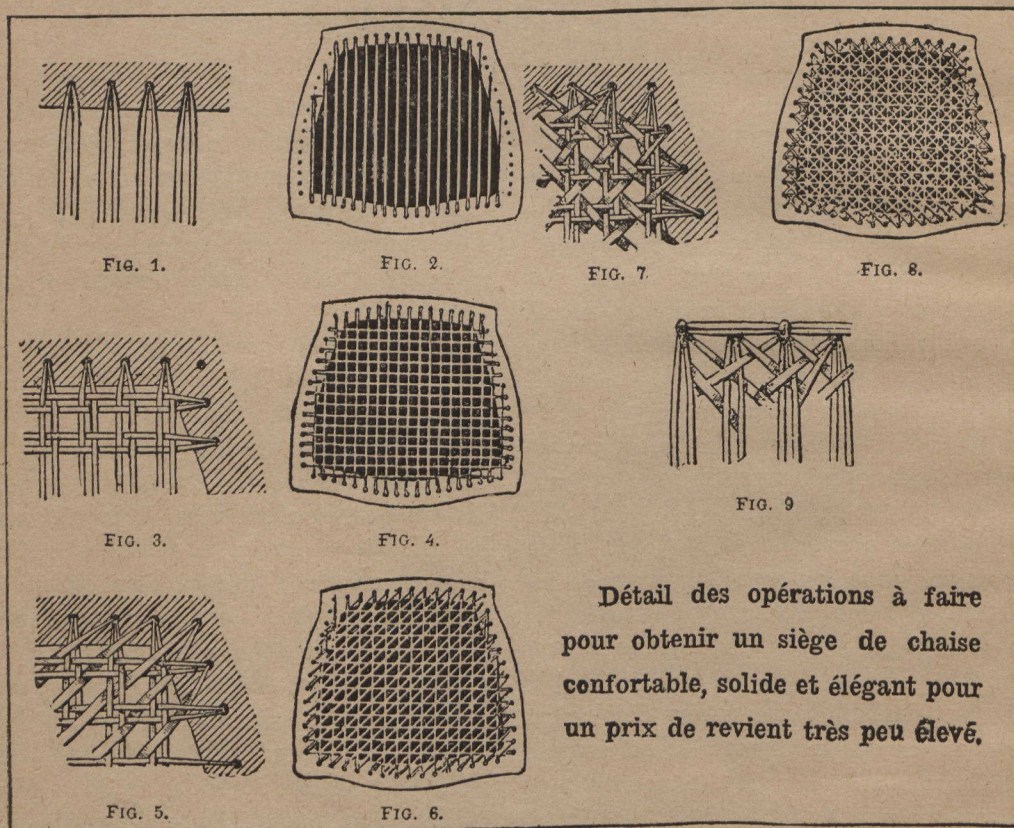 FIG. 1.
FIG. 2.
FIG. 7.
FIG. 8.
FIG. 3.
FIG. 4.
FIG. 9
FIG. 5.
FIG. 6.
Détail des opérations à faire
pour obtenir un siège de chaise
confortable, solide et élégant pour
un prix de revient très peu élevé.